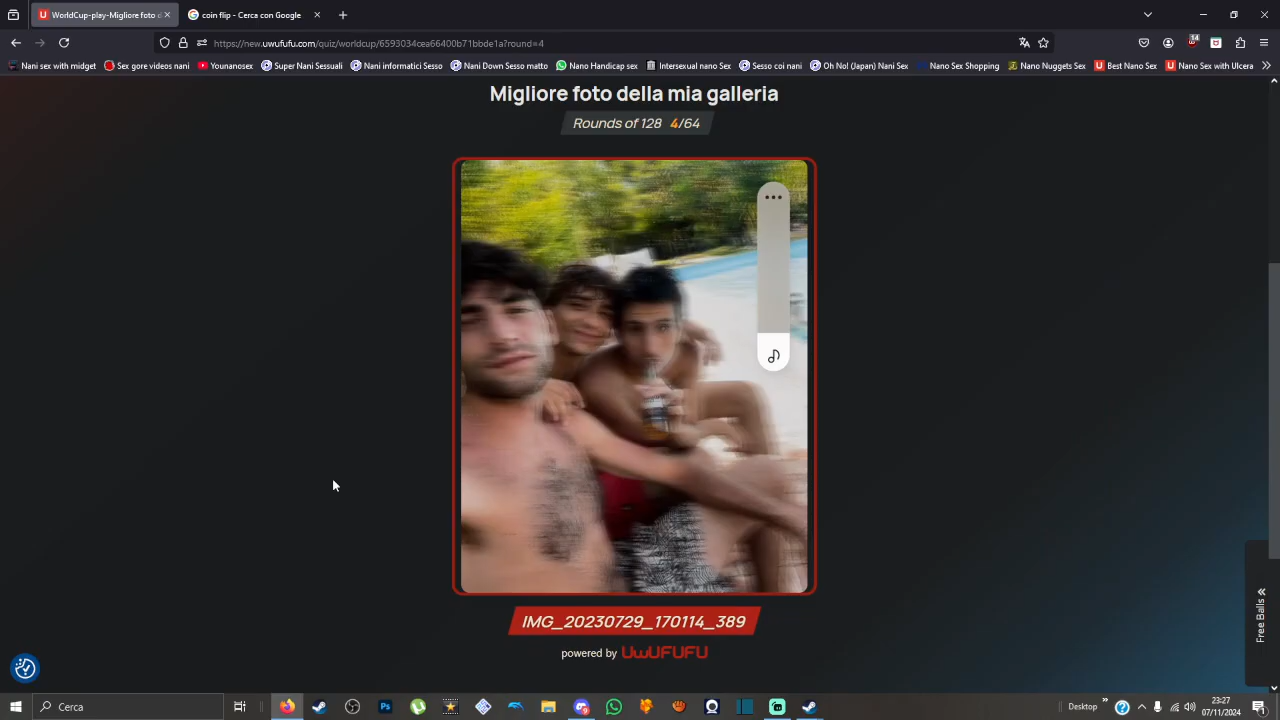 WorldCup-play-Migliore foto d
coin flip - Cerca con Google
https://new.uwufufu.com/quiz/worldcup/6593034cea66400b71bbde1a?round=4
14
Nani sex with midget
Sex gore videos nani
Younanosex
Super Nani Sessuali
Nani informatici Sesso
Nani Down Sesso matto
Nano Handicap sex
Intersexual nano Sex
Sesso coi nani
Oh No! (Japan) Nani Sex
Nano Sex Shopping
Nano Nuggets Sex
Best Nano Sex
Nano Sex with Ulcera
Migliore foto della mia galleria
Rounds of 128 4/64
IMG_20230729_170114_389
powered by UwUFUFU
Free Balls
Cerca
Desktop
23:27
07/11/2024